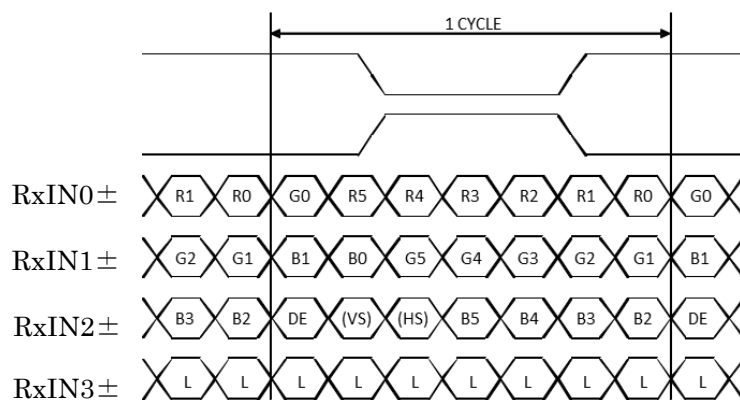 1 CYCLE
RxIN0± R1 R0 G0 R5 R4 R3 R2 R1 R0 G0
RxIN1± G2 G1 B1 B0 G5 G4 G3 G2 G1 B1
RxIN2± B3 B2 DE (VS) (HS) B5 B4 B3 B2 DE
RxIN3± L L L L L L L L L L